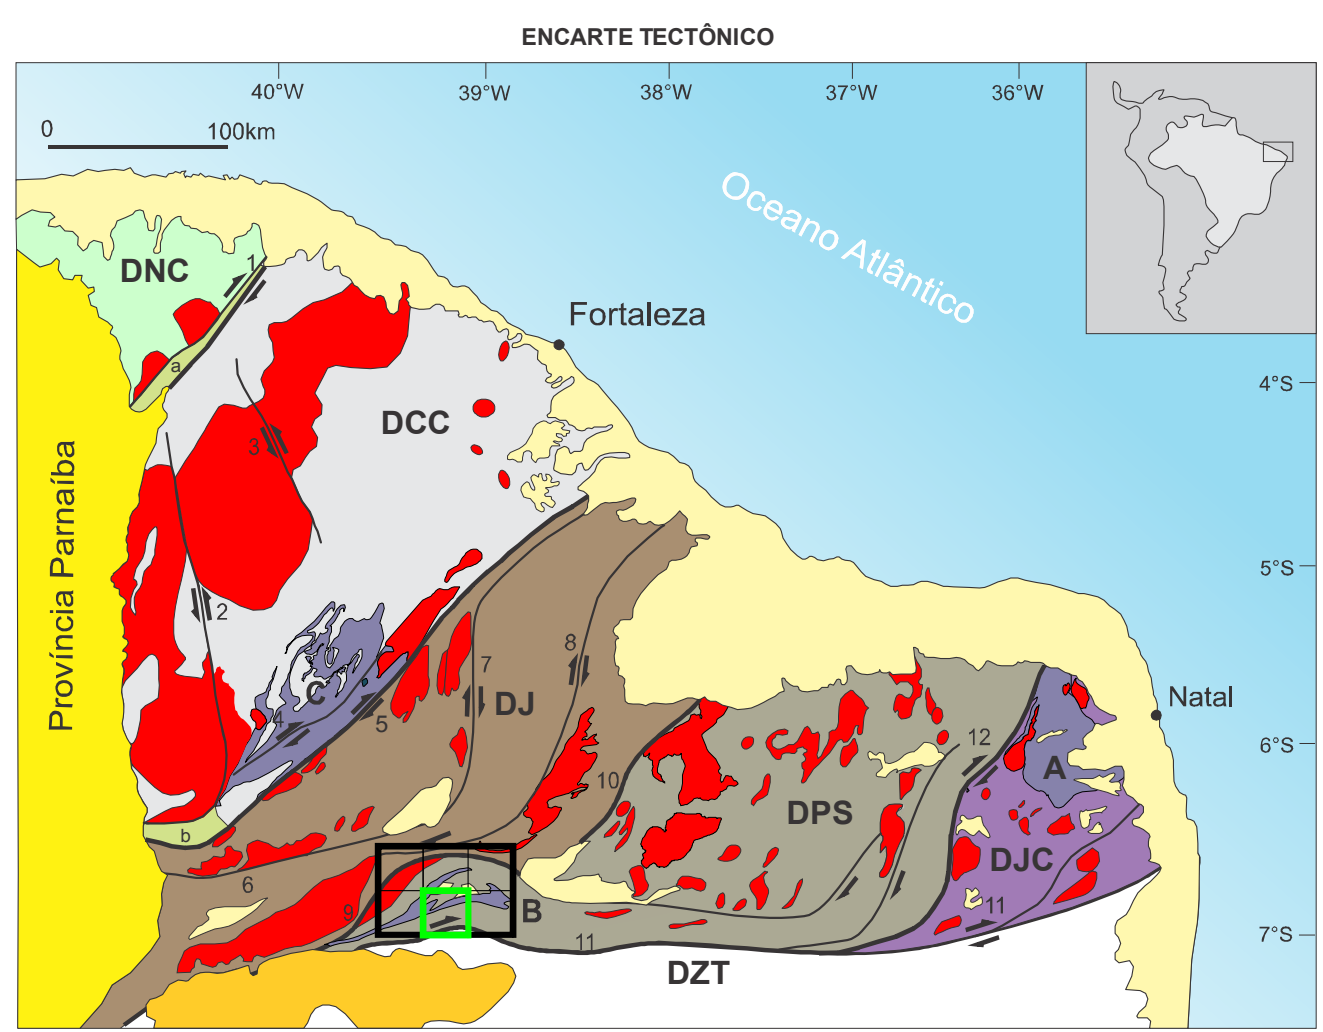 ENCARTE TECTÔNICO
40°W
39°W
38°W
37°W
36°W
0
100km
Oceano Atlântico
DNC
1
Fortaleza
a
4°S
DCC
3
Província Parnaíba
5°S
2
8
7
C
DJ
4
5
Natal
6°S
12
A
10
DPS
b
DJC
6
9
B
11
11
7°S
DZT